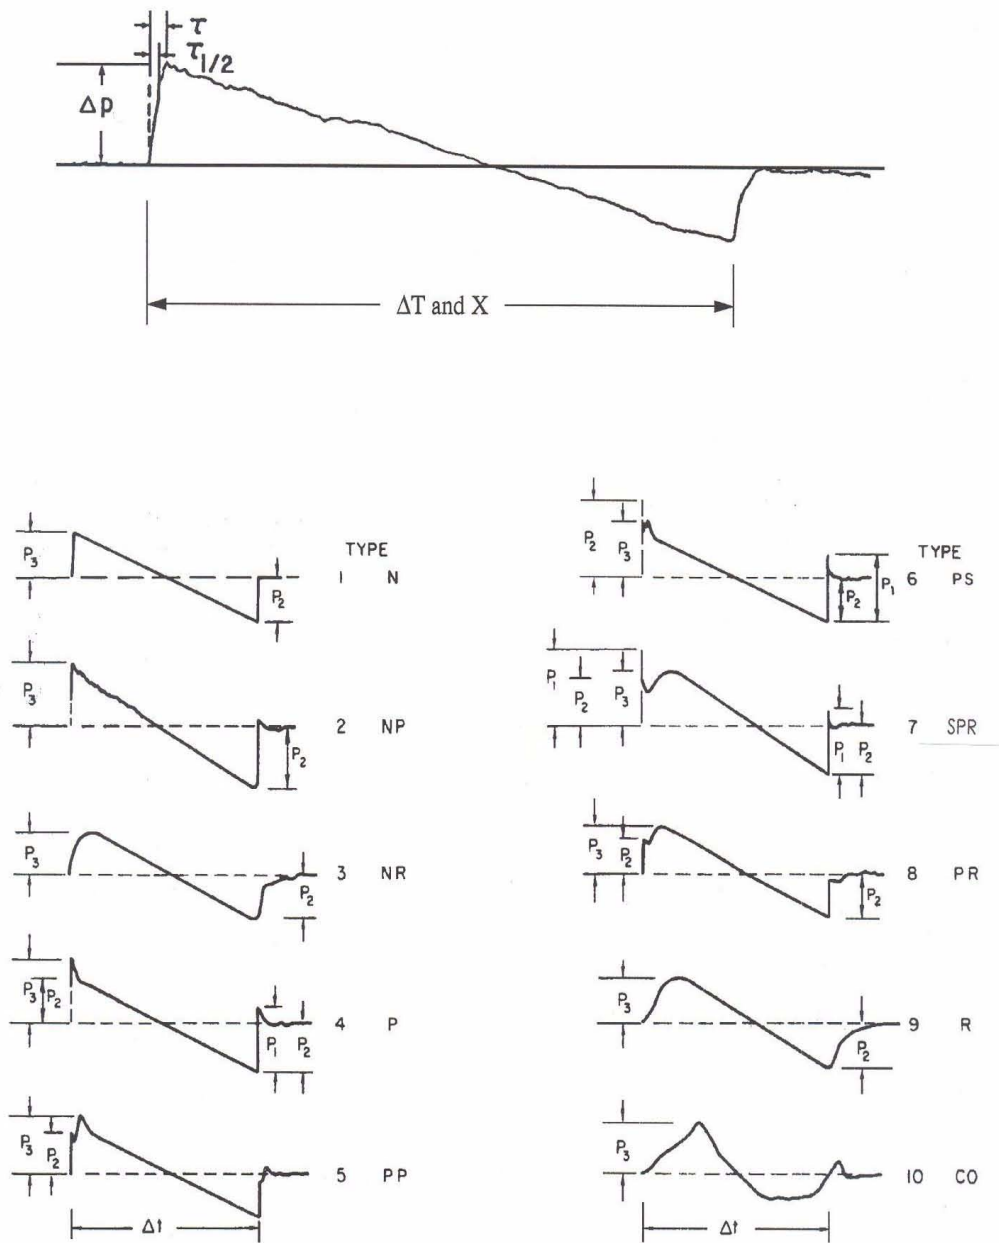 τ
τ1/2
Δp
ΔT and X
TYPE
P3
P2
1 N
P3
P2
2 NP
P3
P2
3 NR
P3
P2
P1
P2
4 P
P3
P2
5 PP
Δt
TYPE
P2
P3
P2
P1
6 PS
P1
P2
P3
P1
P2
7 SPR
P3
P2
P2
8 PR
P3
P2
9 R
P3
10 CO
Δt